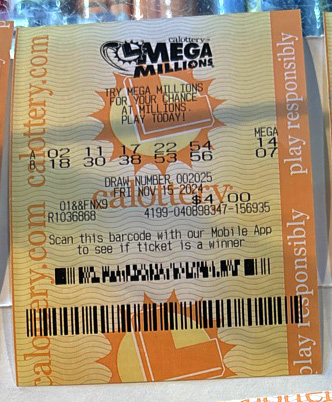 calottery
MEGA
MILLIONS
TRY MEGA MILLIONS
FOR YOUR CHANCE
AT MILLIONS
PLAY TODAY!
MEGA
A 02 11 17 22 54 14
B 18 30 38 53 56 07
DRAW NUMBER 002025
FRI NOV 15 2024
$4.00
018&FNX9
R1036868 4199-040898347-156935
Scan this barcode with our Mobile App
to see if ticket is a winner
calottery
calottery.com
calottery.com
play responsibly
play responsibly